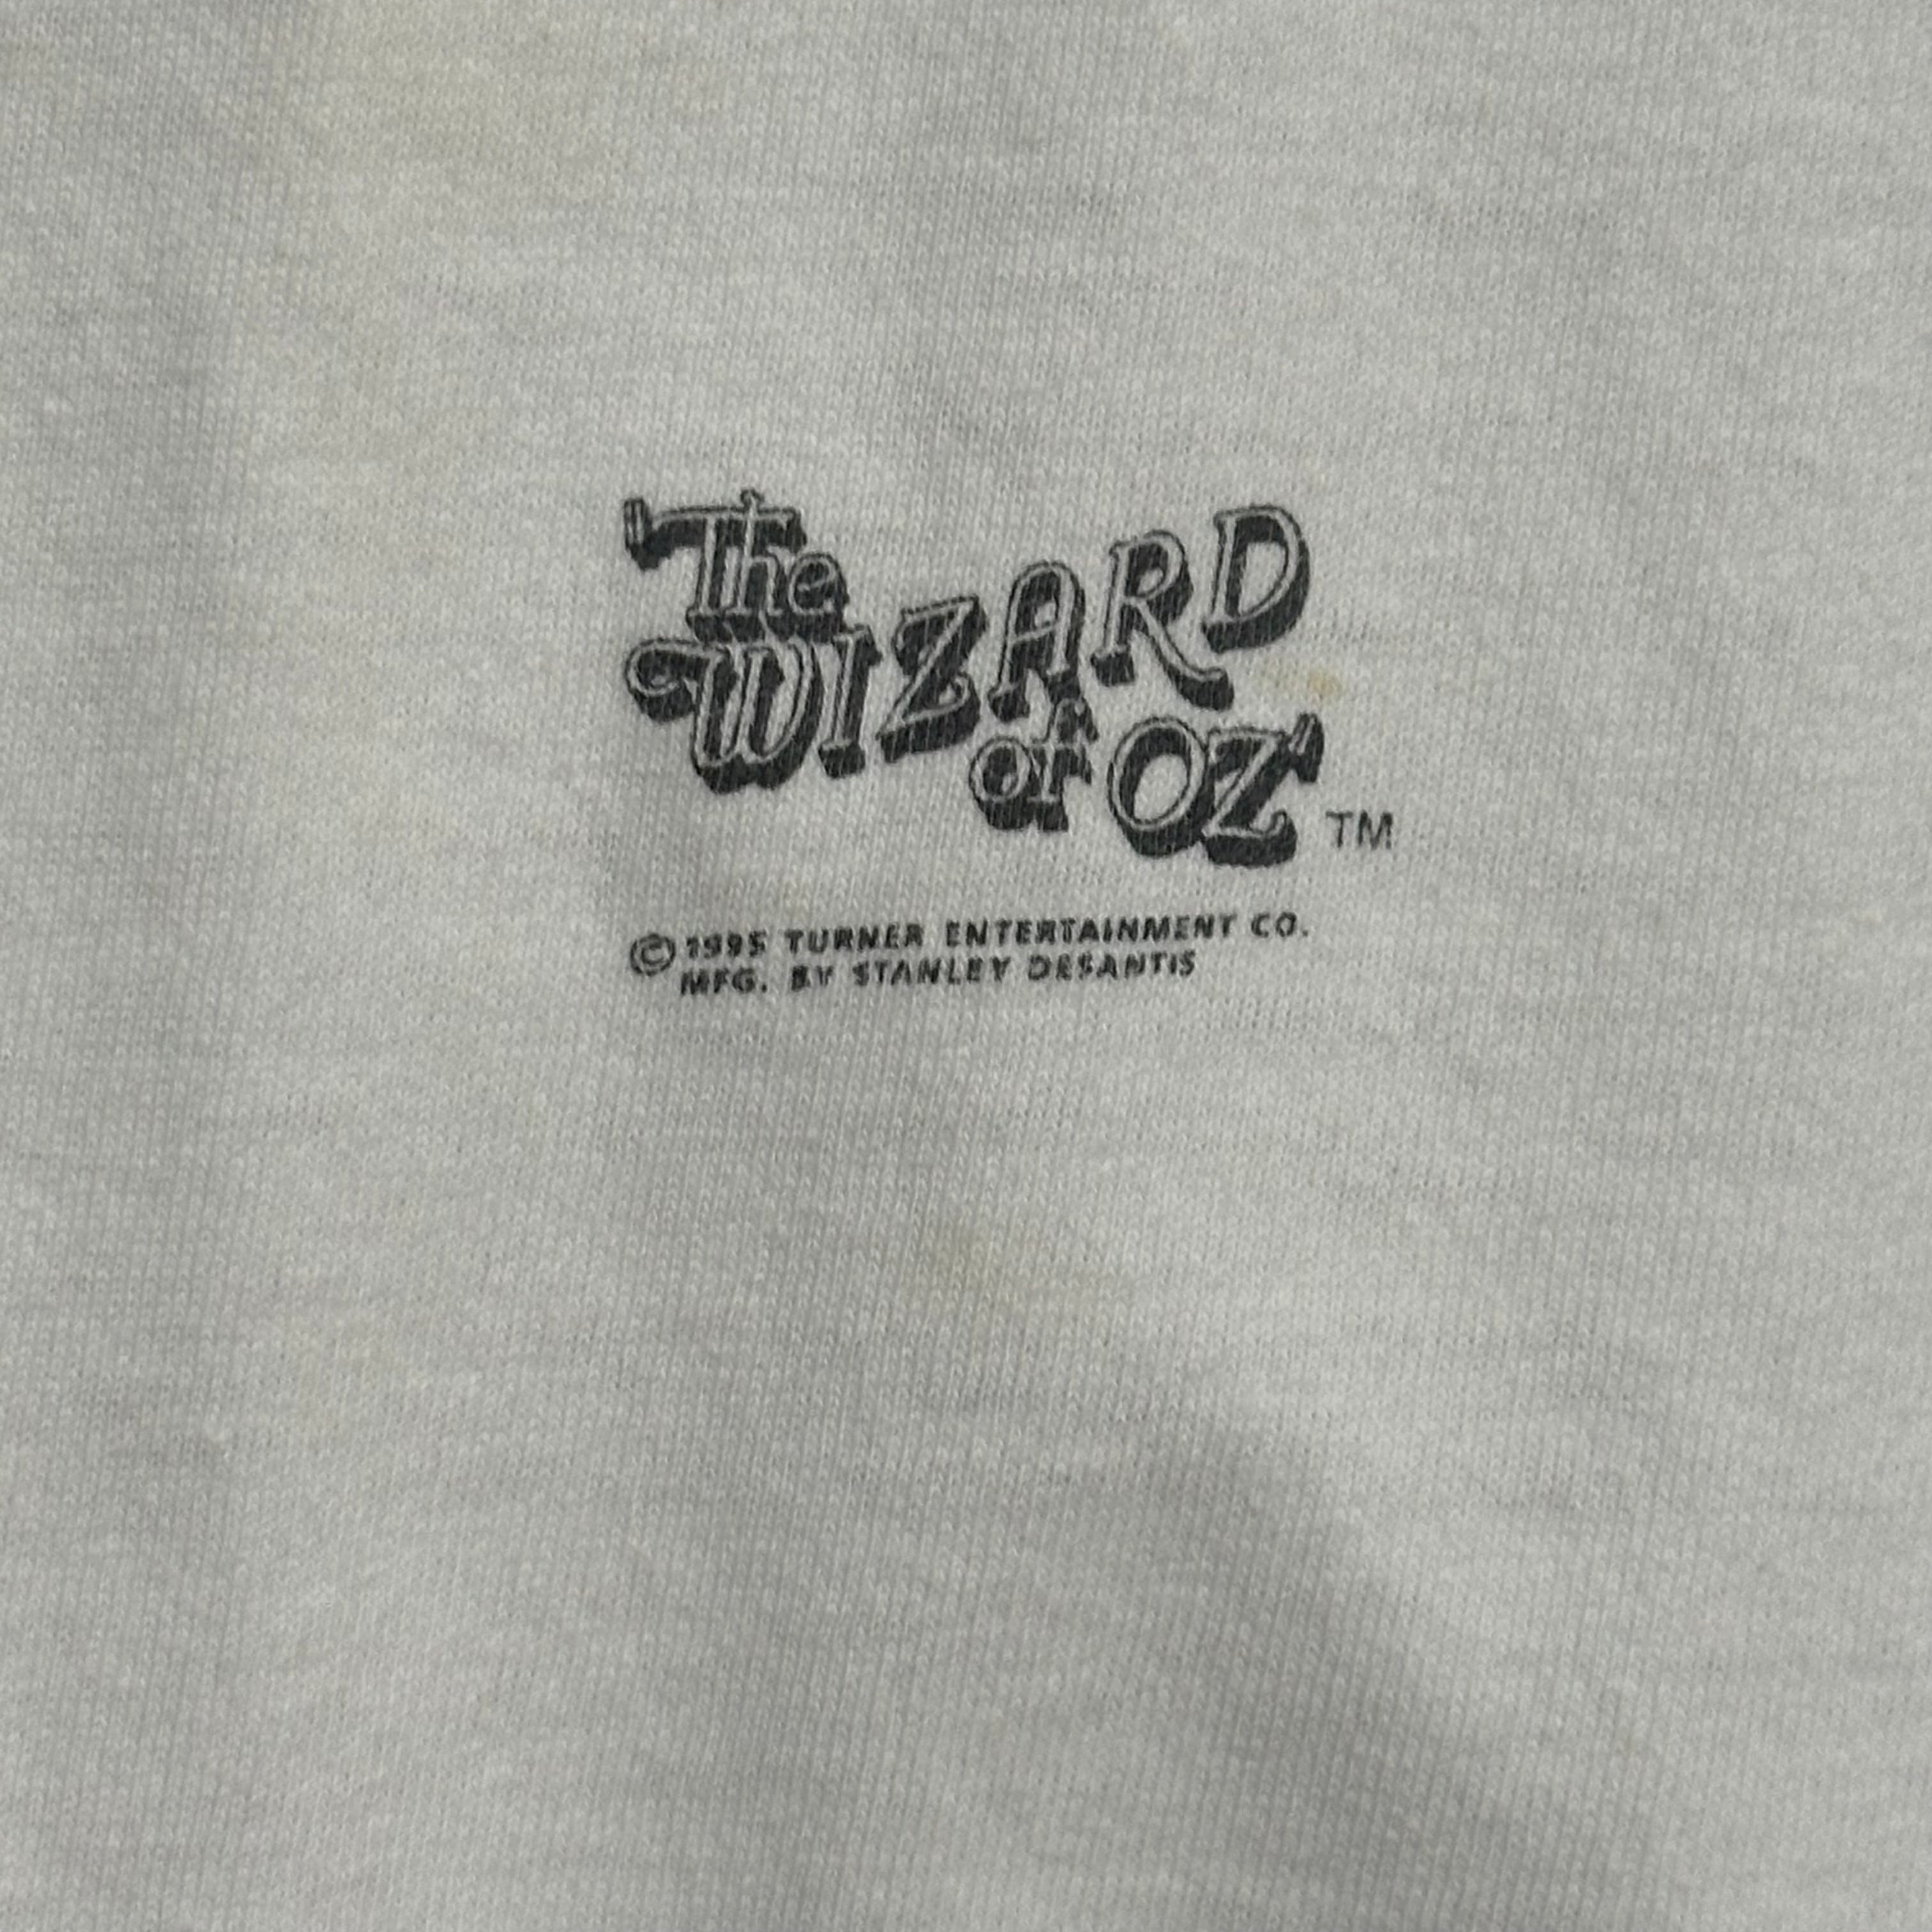 The
WIZARD
of OZ TM
©1995 TURNER ENTERTAINMENT CO.
MFG. BY STANLEY DESANTIS